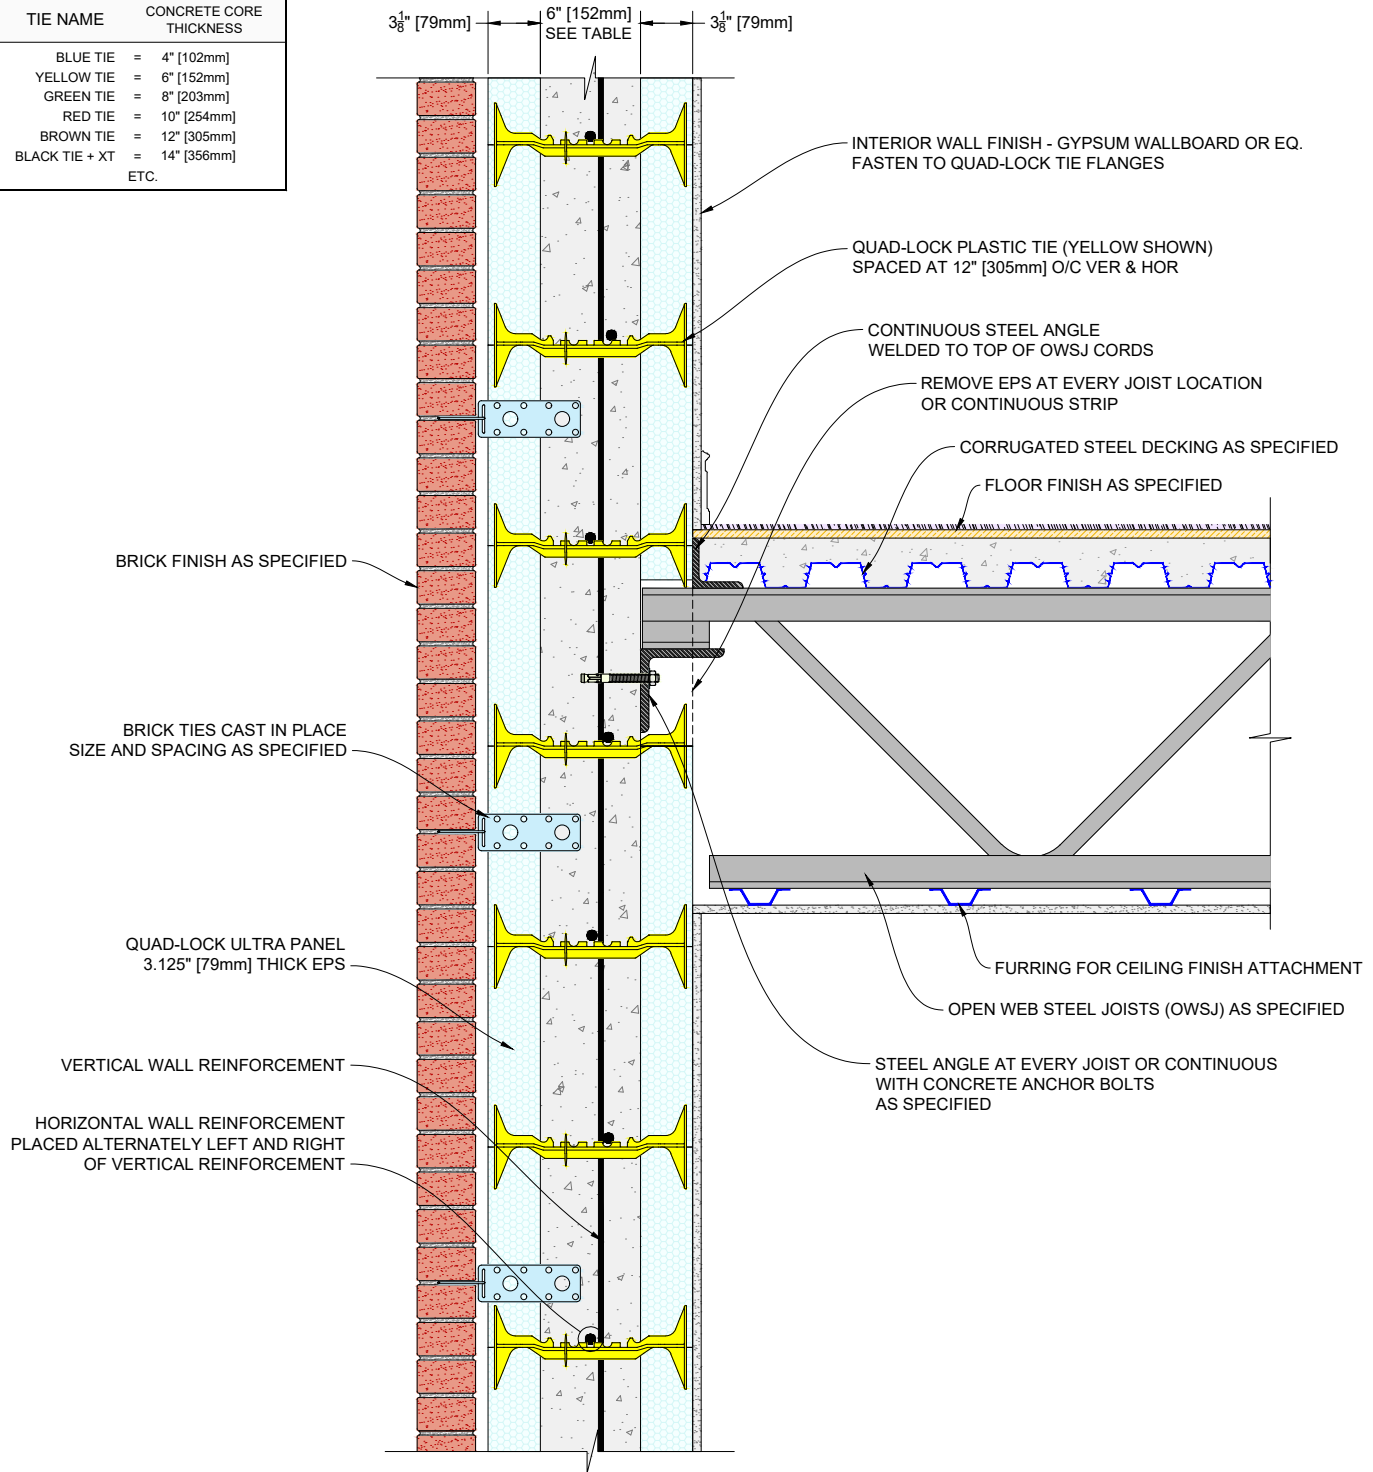 TIE NAME CONCRETE CORE
THICKNESS
BLUE TIE = 4" [102mm]
YELLOW TIE = 6" [152mm]
GREEN TIE = 8" [203mm]
RED TIE = 10" [254mm]
BROWN TIE = 12" [305mm]
BLACK TIE + XT = 14" [356mm]
ETC.
3 1/8" [79mm]
6" [152mm]
SEE TABLE
3 1/8" [79mm]
INTERIOR WALL FINISH - GYPSUM WALLBOARD OR EQ.
FASTEN TO QUAD-LOCK TIE FLANGES
QUAD-LOCK PLASTIC TIE (YELLOW SHOWN)
SPACED AT 12" [305mm] O/C VER & HOR
CONTINUOUS STEEL ANGLE
WELDED TO TOP OF OWSJ CORDS
REMOVE EPS AT EVERY JOIST LOCATION
OR CONTINUOUS STRIP
CORRUGATED STEEL DECKING AS SPECIFIED
FLOOR FINISH AS SPECIFIED
BRICK FINISH AS SPECIFIED
BRICK TIES CAST IN PLACE
SIZE AND SPACING AS SPECIFIED
QUAD-LOCK ULTRA PANEL
3.125" [79mm] THICK EPS
FURRING FOR CEILING FINISH ATTACHMENT
OPEN WEB STEEL JOISTS (OWSJ) AS SPECIFIED
VERTICAL WALL REINFORCEMENT
STEEL ANGLE AT EVERY JOIST OR CONTINUOUS
WITH CONCRETE ANCHOR BOLTS
AS SPECIFIED
HORIZONTAL WALL REINFORCEMENT
PLACED ALTERNATELY LEFT AND RIGHT
OF VERTICAL REINFORCEMENT